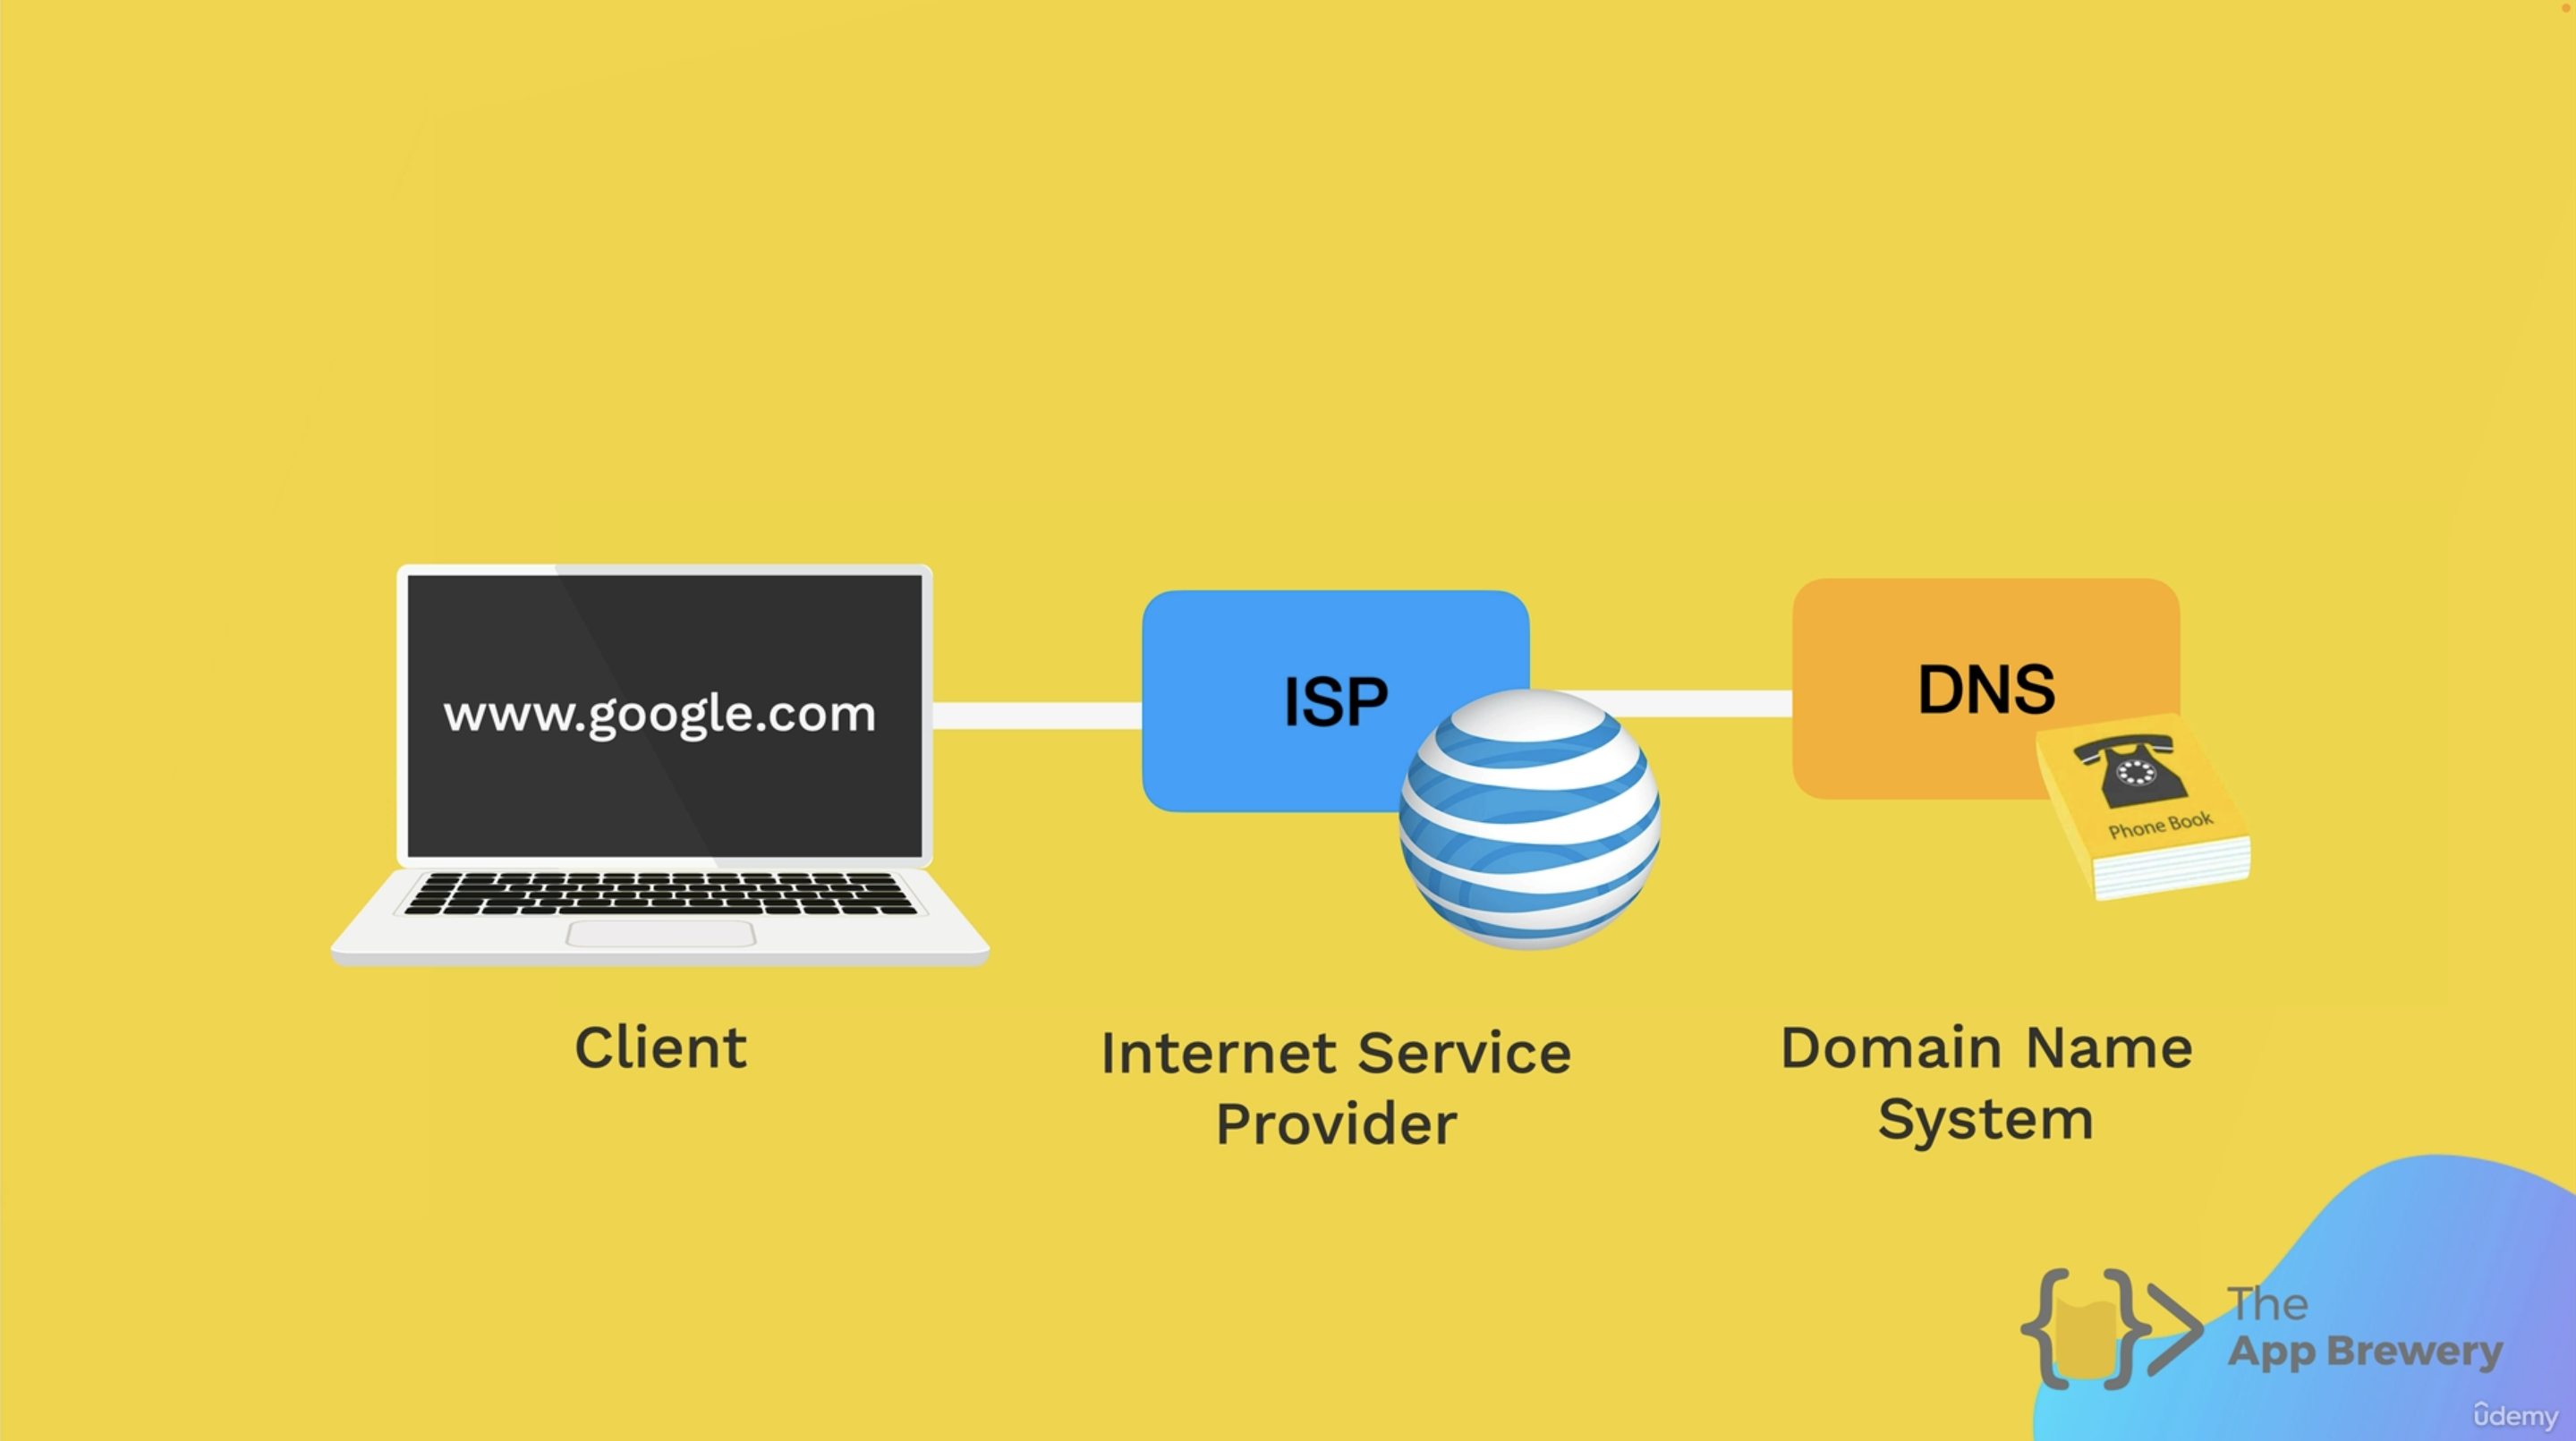 www.google.com
ISP
DNS
Phone Book
Client
Internet Service
Provider
Domain Name
System
The
App Brewery
ûdemy